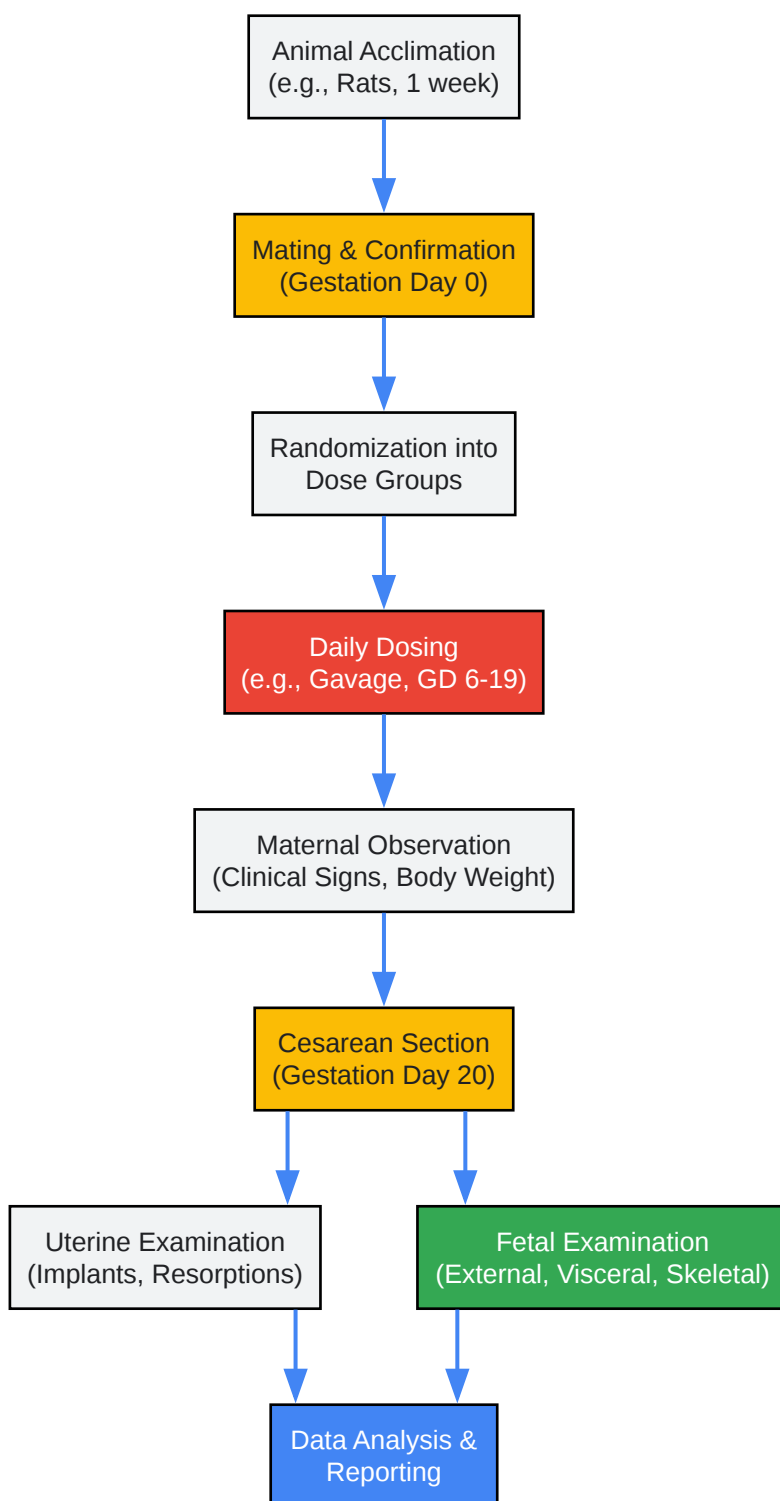 Animal Acclimation
(e.g., Rats, 1 week)
Mating & Confirmation
(Gestation Day 0)
Randomization into
Dose Groups
Daily Dosing
(e.g., Gavage, GD 6-19)
Maternal Observation
(Clinical Signs, Body Weight)
Cesarean Section
(Gestation Day 20)
Uterine Examination
(Implants, Resorptions)
Fetal Examination
(External, Visceral, Skeletal)
Data Analysis &
Reporting